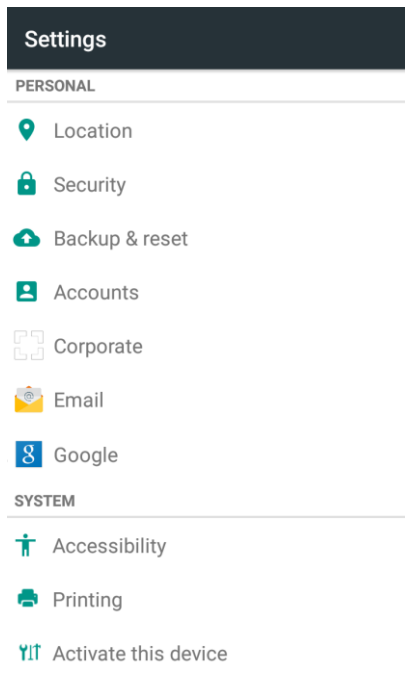 Settings
PERSONAL
Location
Security
Backup & reset
Accounts
Corporate
Email
Google
SYSTEM
Accessibility
Printing
Activate this device